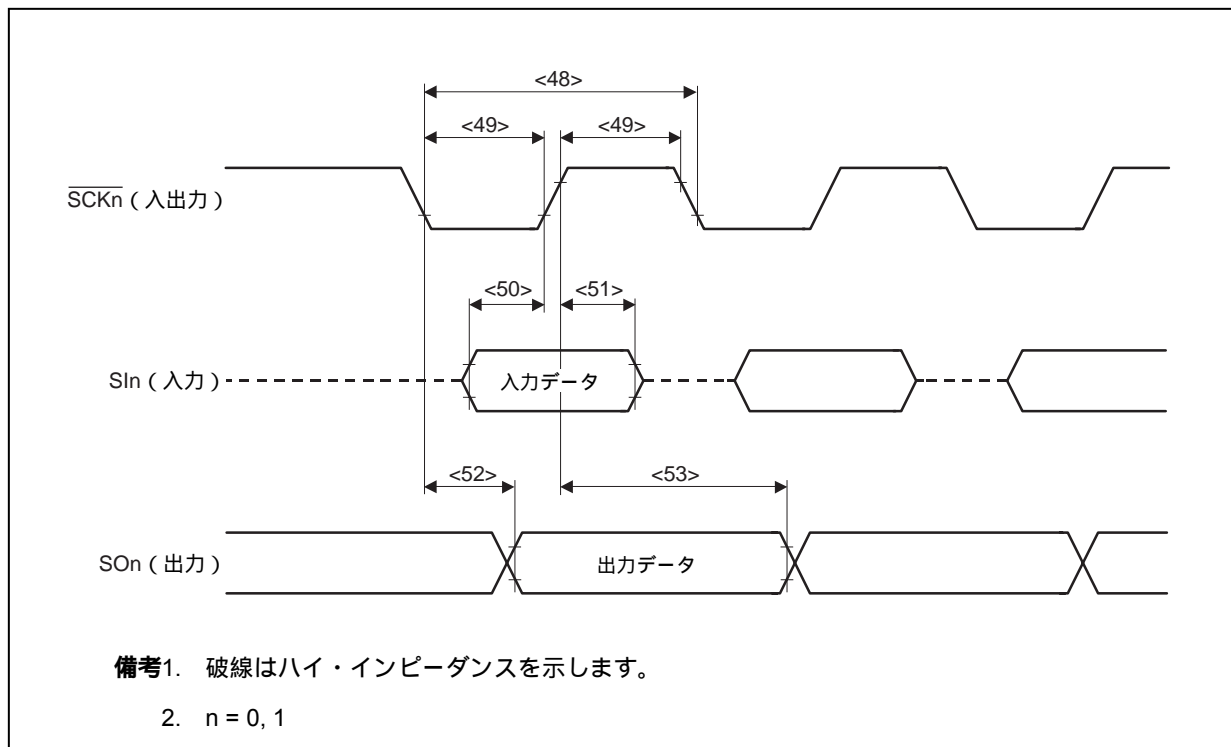 <48>
<49> <49>
SCKn（入出力）
<50> <51>
SIn（入力） 入力データ
<52> <53>
SOn（出力） 出力データ
備考1. 破線はハイ・インピーダンスを示します。
2. n = 0, 1